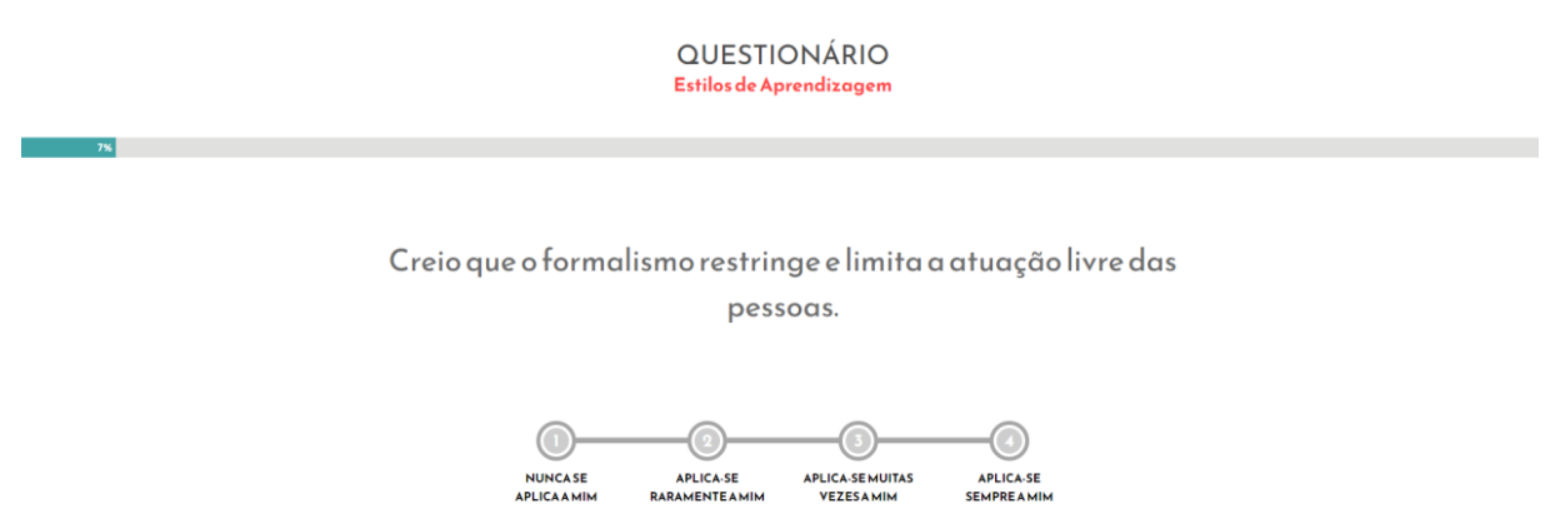 QUESTIONÁRIO
Estilos de Aprendizagem
7%
Creio que o formalismo restringe e limita a atuação livre das
pessoas.
1 2 3 4
NUNCA SE APLICA-SE APLICA-SE MUITAS APLICA-SE
APLICA A MIM RARAMENTE A MIM VEZES A MIM SEMPRE A MIM